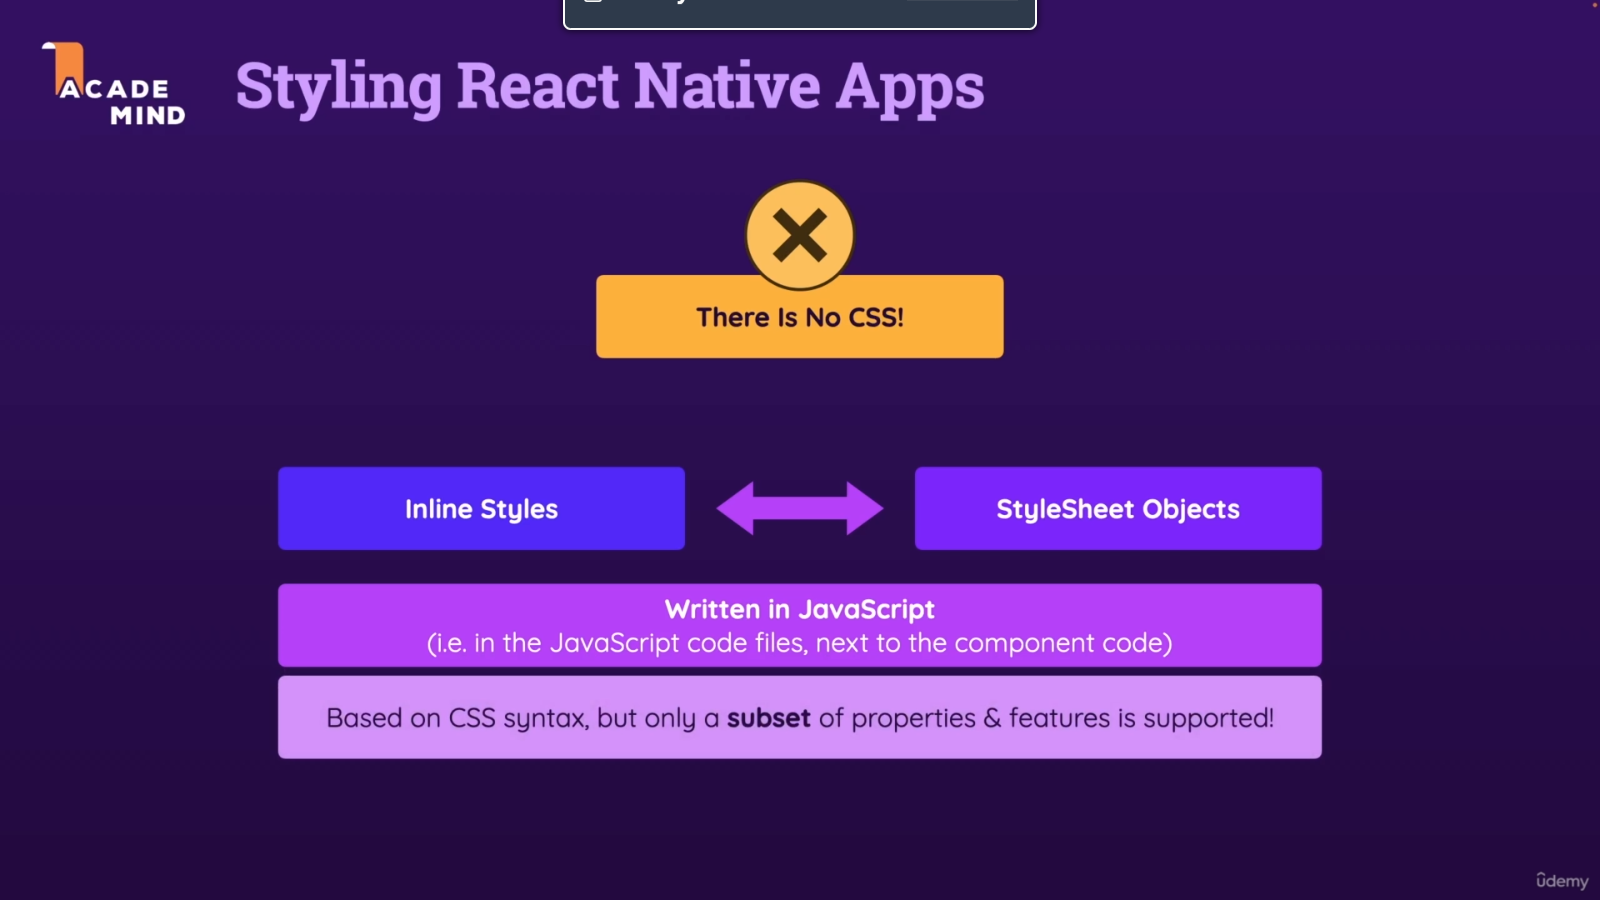 ACADE
MIND
Styling React Native Apps
There Is No CSS!
Inline Styles
StyleSheet Objects
Written in JavaScript
(i.e. in the JavaScript code files, next to the component code)
Based on CSS syntax, but only a subset of properties & features is supported!
ûdemy